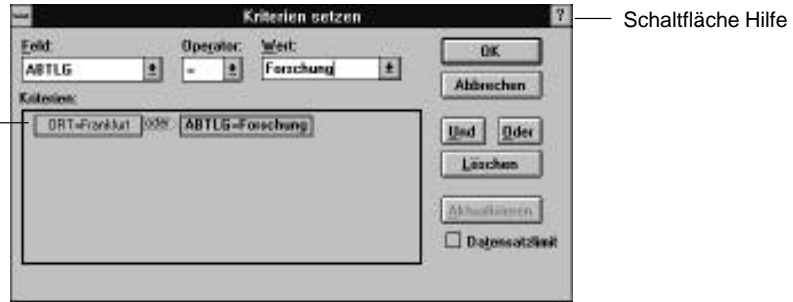 Kriterien setzen ?
Schaltfläche Hilfe
Feld: Operator: Wert:
ABTLG = Forschung
OK
Abbrechen
Kriterien:
ORT=Frankfurt oder ABTLG=Forschung
Und Oder
Löschen
Aktualisieren
Datensatzlimit